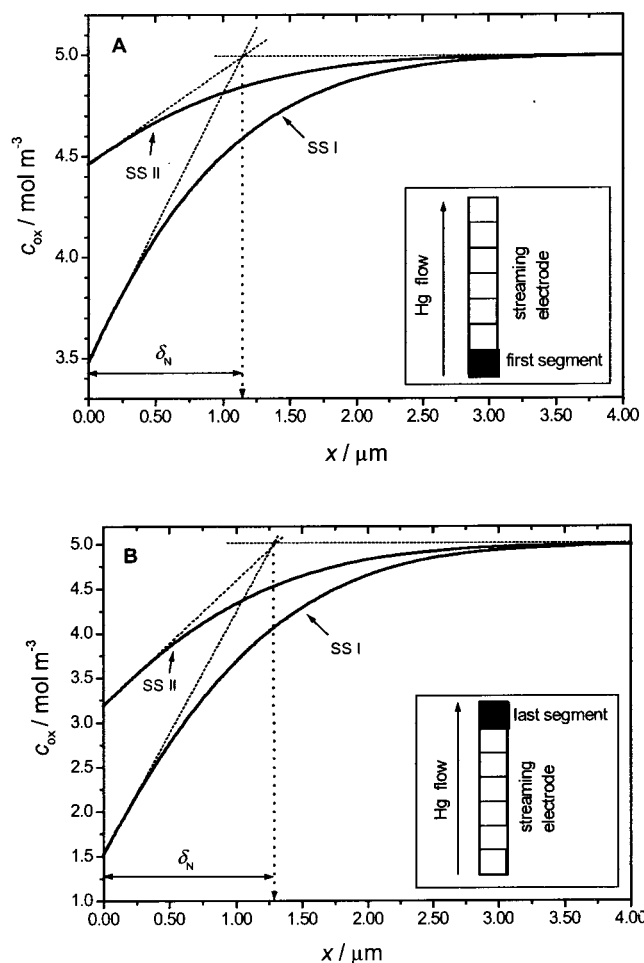 A
5.0
4.5
4.0
3.5
c_ox / mol m⁻³
SS II
SS I
δ_N
Hg flow
streaming electrode
first segment
0.00 0.50 1.00 1.50 2.00 2.50 3.00 3.50 4.00
x / μm
B
5.0
4.5
4.0
3.5
3.0
2.5
2.0
1.5
1.0
c_ox / mol m⁻³
SS II
SS I
δ_N
Hg flow
streaming electrode
last segment
0.00 0.50 1.00 1.50 2.00 2.50 3.00 3.50 4.00
x / μm